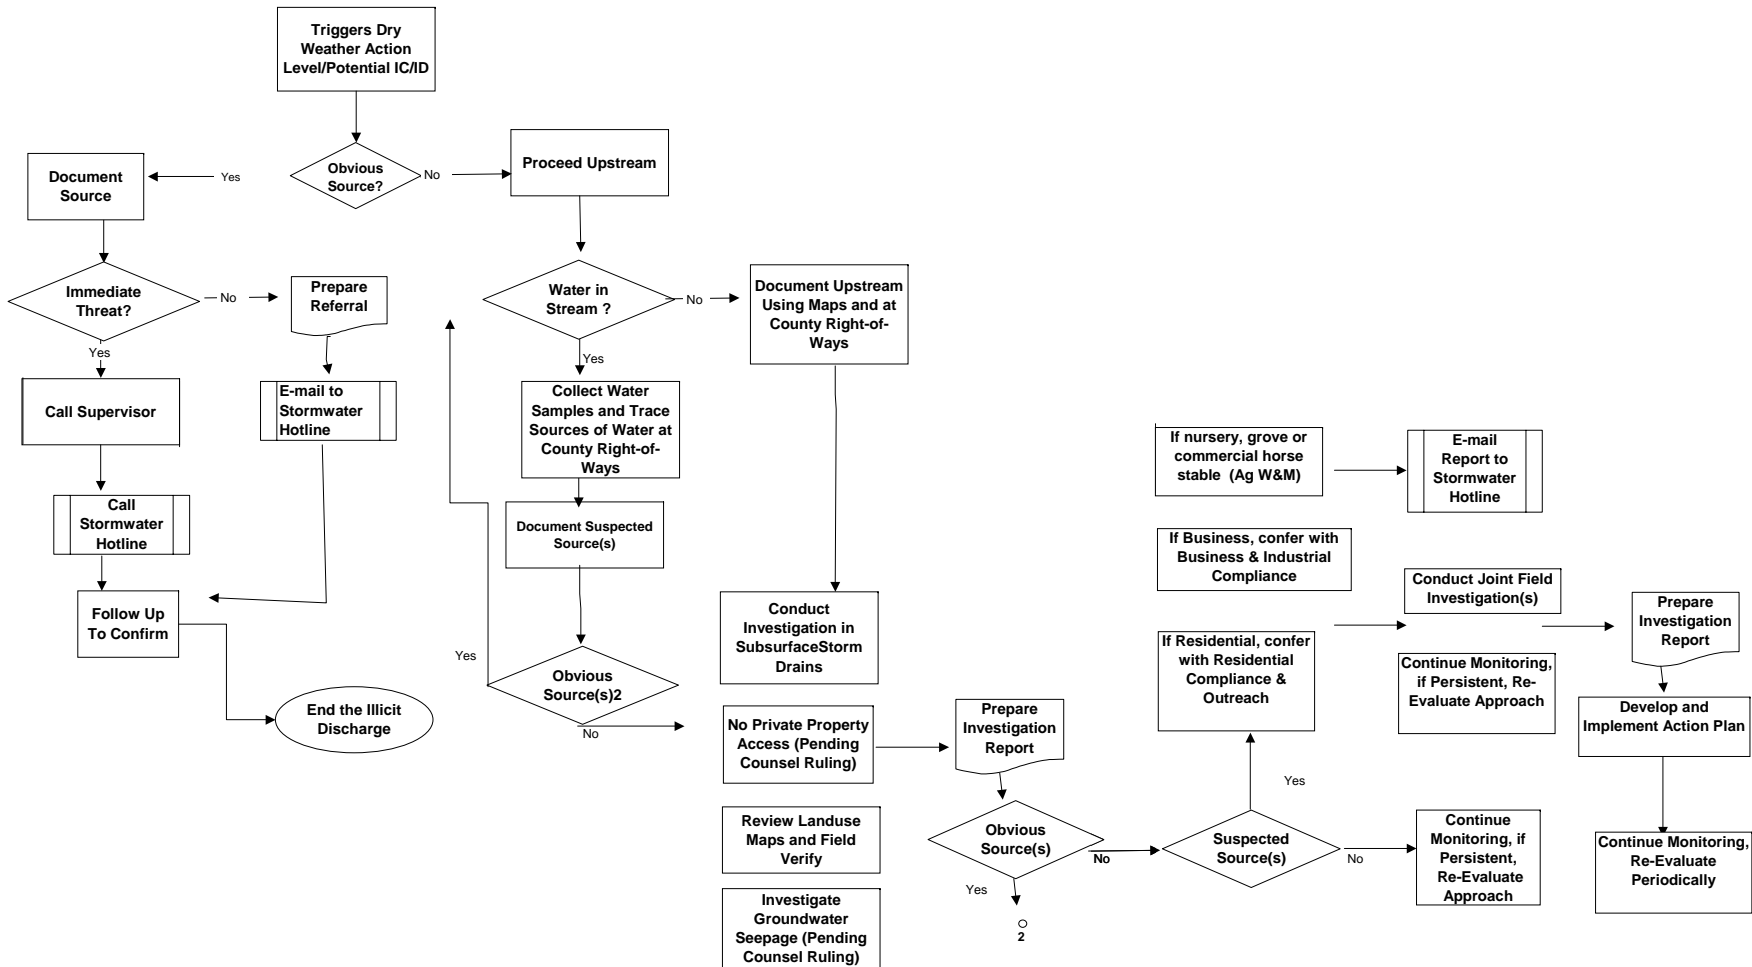 Triggers Dry
Weather Action
Level/Potential IC/ID
Obvious
Source?
Yes
No
Document
Source
Proceed Upstream
Immediate
Threat?
No
Yes
Prepare
Referral
E-mail to
Stormwater
Hotline
Call Supervisor
Call
Stormwater
Hotline
Follow Up
To Confirm
End the Illicit
Discharge
Water in
Stream ?
No
Yes
Document Upstream
Using Maps and at
County Right-of-
Ways
Collect Water
Samples and Trace
Sources of Water at
County Right-of-
Ways
Document Suspected
Source(s)
Obvious
Source(s)2
Yes
No
Conduct
Investigation in
SubsurfaceStorm
Drains
No Private Property
Access (Pending
Counsel Ruling)
Review Landuse
Maps and Field
Verify
Investigate
Groundwater
Seepage (Pending
Counsel Ruling)
Prepare
Investigation
Report
Obvious
Source(s)
Yes
2
No
Suspected
Source(s)
Yes
No
If nursery, grove or
commercial horse
stable (Ag W&M)
E-mail
Report to
Stormwater
Hotline
If Business, confer with
Business & Industrial
Compliance
If Residential, confer
with Residential
Compliance &
Outreach
Conduct Joint Field
Investigation(s)
Continue Monitoring,
if Persistent, Re-
Evaluate Approach
Prepare
Investigation
Report
Develop and
Implement Action Plan
Continue
Monitoring, if
Persistent,
Re-Evaluate
Approach
Continue Monitoring,
Re-Evaluate
Periodically